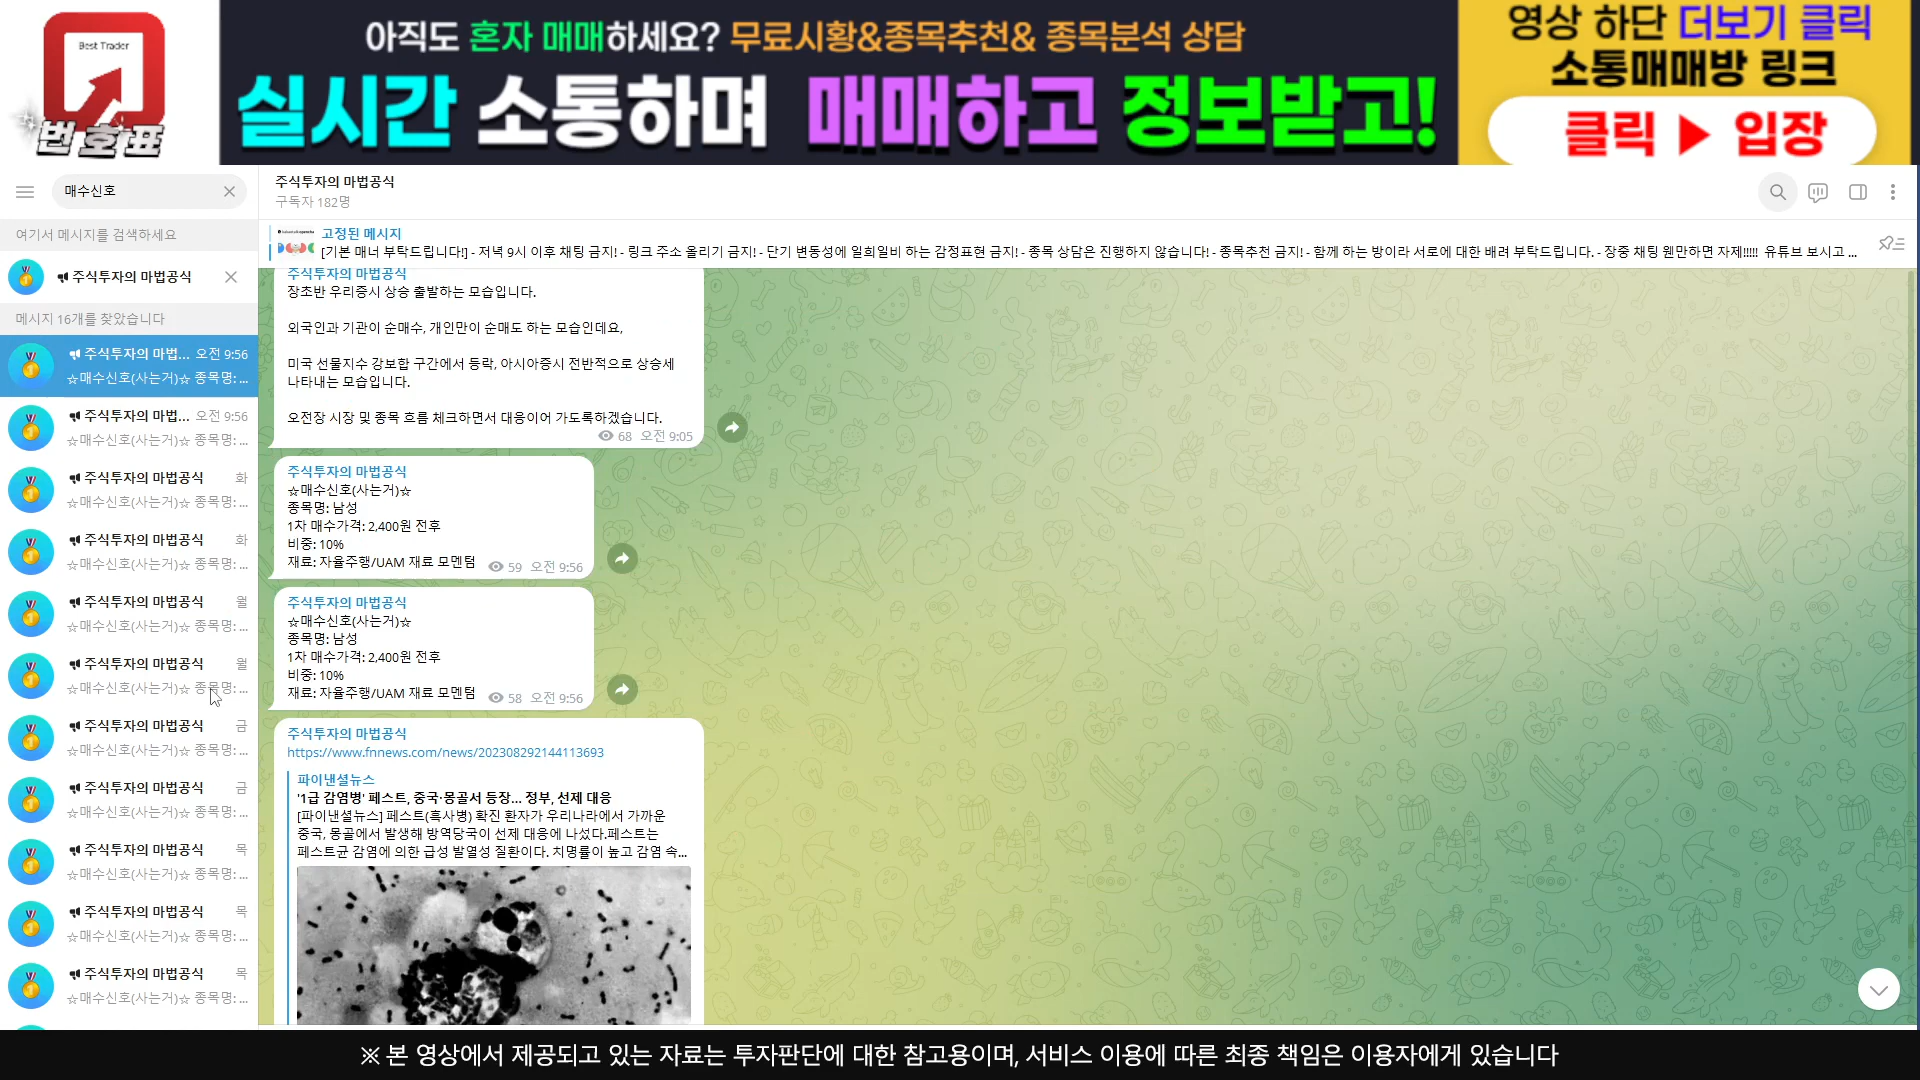 Best Trader
번호표
아직도 혼자 매매하세요? 무료시황&종목추천& 종목분석 상담
실시간 소통하며 매매하고 정보받고!
영상 하단 더보기 클릭
소통매매방 링크
클릭 ▶ 입장
매수신호
여기서 메시지를 검색하세요
주식투자의 마법공식
메시지 16개를 찾았습니다
주식투자의 마법... 오전 9:56
☆매수신호(사는거)☆ 종목명: ...
주식투자의 마법... 오전 9:56
☆매수신호(사는거)☆ 종목명: ...
주식투자의 마법공식 화
☆매수신호(사는거)☆ 종목명: ...
주식투자의 마법공식 화
☆매수신호(사는거)☆ 종목명: ...
주식투자의 마법공식 월
☆매수신호(사는거)☆ 종목명: ...
주식투자의 마법공식 월
☆매수신호(사는거)☆ 종목명: ...
주식투자의 마법공식 금
☆매수신호(사는거)☆ 종목명: ...
주식투자의 마법공식 금
☆매수신호(사는거)☆ 종목명: ...
주식투자의 마법공식 목
☆매수신호(사는거)☆ 종목명: ...
주식투자의 마법공식 목
☆매수신호(사는거)☆ 종목명: ...
주식투자의 마법공식 목
☆매수신호(사는거)☆ 종목명: ...
주식투자의 마법공식
구독자 182명
고정된 메시지
[기본 매너 부탁드립니다!] - 저녁 9시 이후 채팅 금지! - 링크 주소 올리기 금지! - 단기 변동성에 일희일비 하는 감정표현 금지! - 종목 상담은 진행하지 않습니다! - 종목추천 금지! - 함께 하는 방이라 서로에 대한 배려 부탁드립니다. - 장중 채팅 웬만하면 자제!!!!! 유튜브 보시고 ...
주식투자의 마법공식
장초반 우리증시 상승 출발하는 모습입니다.
외국인과 기관이 순매수, 개인만이 순매도 하는 모습인데요,
미국 선물지수 강보합 구간에서 등락, 아시아증시 전반적으로 상승세
나타내는 모습입니다.
오전장 시장 및 종목 흐름 체크하면서 대응이어 가도록하겠습니다.
68 오전 9:05
주식투자의 마법공식
☆매수신호(사는거)☆
종목명: 남성
1차 매수가격: 2,400원 전후
비중: 10%
재료: 자율주행/UAM 재료 모멘텀 59 오전 9:56
주식투자의 마법공식
☆매수신호(사는거)☆
종목명: 남성
1차 매수가격: 2,400원 전후
비중: 10%
재료: 자율주행/UAM 재료 모멘텀 58 오전 9:56
주식투자의 마법공식
https://www.fnnews.com/news/202308292144113693
파이낸셜뉴스
'1급 감염병' 페스트, 중국·몽골서 등장... 정부, 선제 대응
[파이낸셜뉴스] 페스트(흑사병) 확진 환자가 우리나라에서 가까운
중국, 몽골에서 발생해 방역당국이 선제 대응에 나섰다.페스트는
페스트균 감염에 의한 급성 발열성 질환이다. 치명률이 높고 감염 속...
※ 본 영상에서 제공되고 있는 자료는 투자판단에 대한 참고용이며, 서비스 이용에 따른 최종 책임은 이용자에게 있습니다